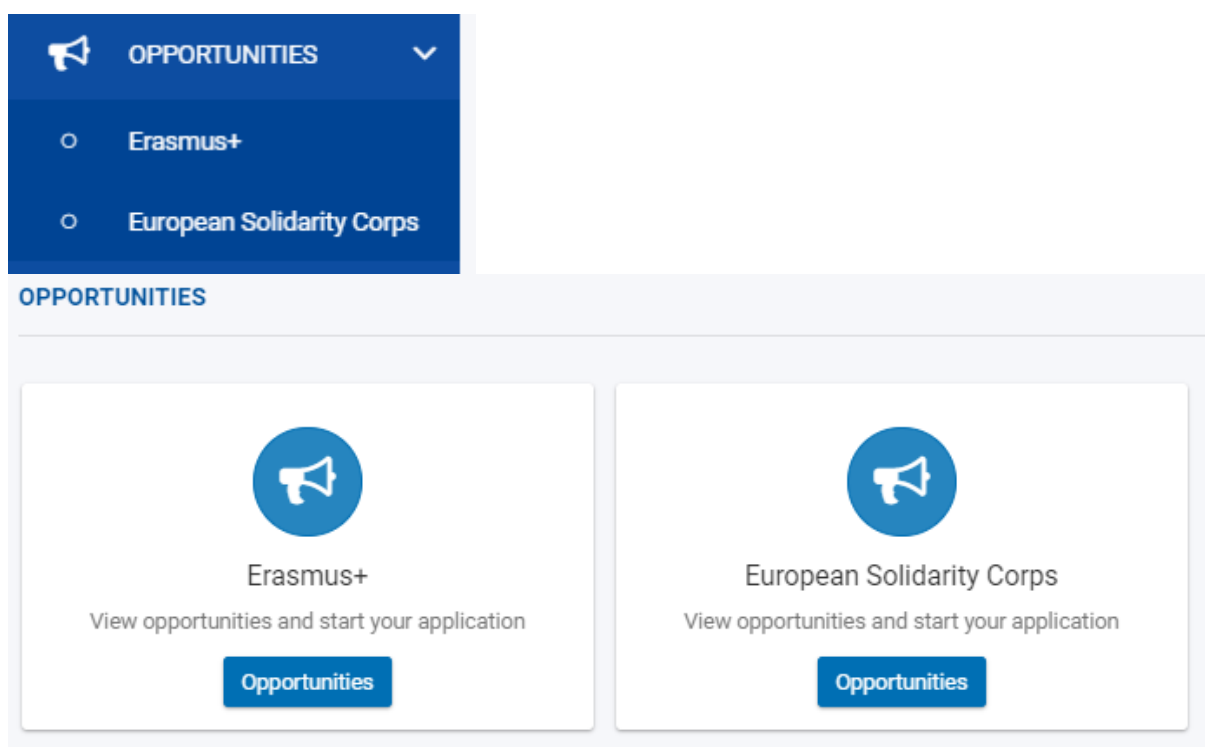 OPPORTUNITIES
Erasmus+
European Solidarity Corps
OPPORTUNITIES
Erasmus+
View opportunities and start your application
Opportunities
European Solidarity Corps
View opportunities and start your application
Opportunities